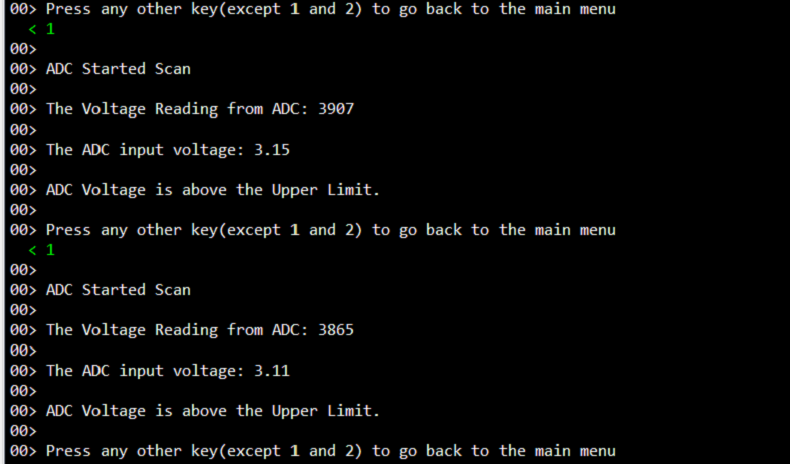 00> Press any other key(except 1 and 2) to go back to the main menu
< 1
00>
00> ADC Started Scan
00>
00> The Voltage Reading from ADC: 3907
00>
00> The ADC input voltage: 3.15
00>
00> ADC Voltage is above the Upper Limit.
00>
00> Press any other key(except 1 and 2) to go back to the main menu
< 1
00>
00> ADC Started Scan
00>
00> The Voltage Reading from ADC: 3865
00>
00> The ADC input voltage: 3.11
00>
00> ADC Voltage is above the Upper Limit.
00>
00> Press any other key(except 1 and 2) to go back to the main menu